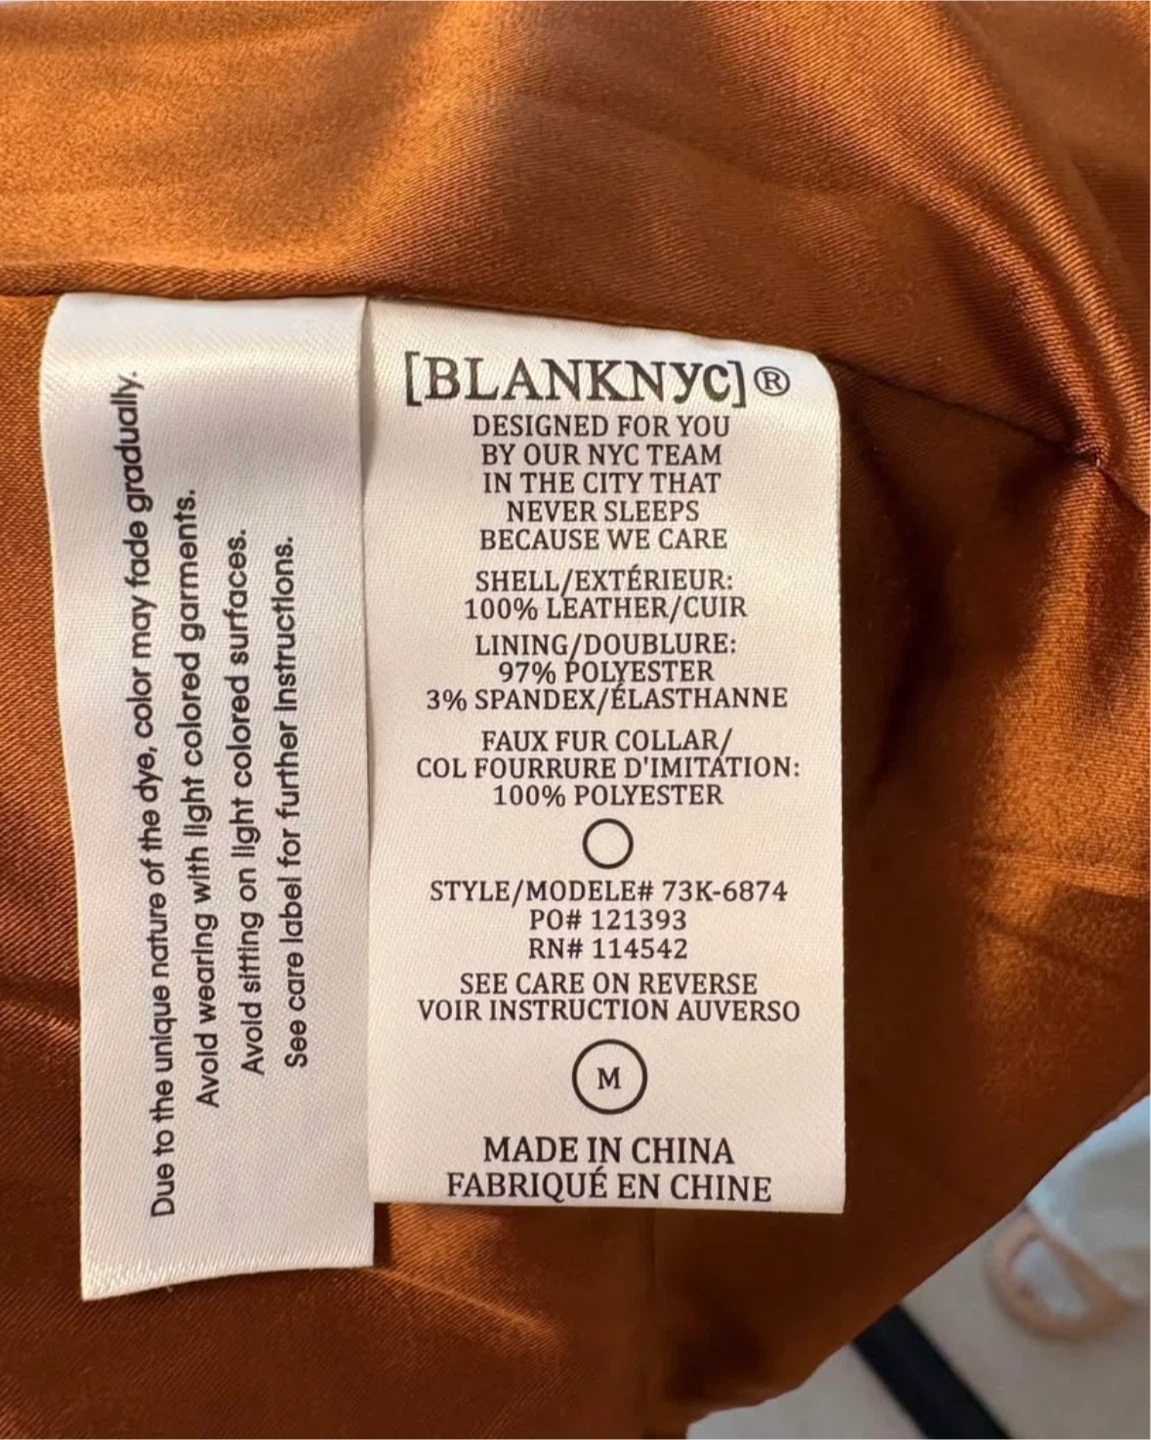 Due to the unique nature of the dye, color may fade gradually.
Avoid wearing with light colored garments.
Avoid sitting on light colored surfaces.
See care label for further instructions.
[BLANKNYC]®
DESIGNED FOR YOU
BY OUR NYC TEAM
IN THE CITY THAT
NEVER SLEEPS
BECAUSE WE CARE
SHELL/EXTÉRIEUR:
100% LEATHER/CUIR
LINING/DOUBLURE:
97% POLYESTER
3% SPANDEX/ÉLASTHANNE
FAUX FUR COLLAR/
COL FOURRURE D'IMITATION:
100% POLYESTER
STYLE/MODELE# 73K-6874
PO# 121393
RN# 114542
SEE CARE ON REVERSE
VOIR INSTRUCTION AUVERSO
M
MADE IN CHINA
FABRIQUÉ EN CHINE